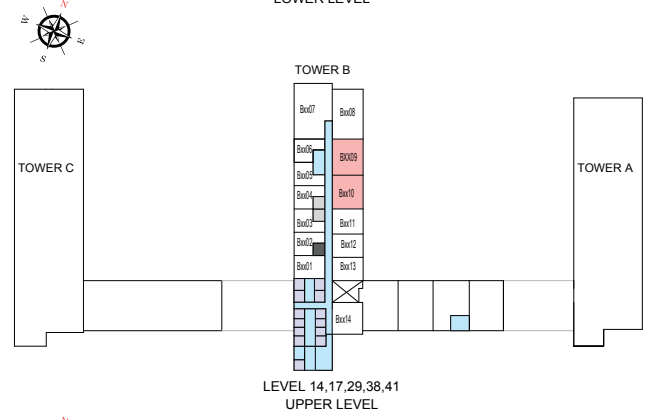 LOWER LEVEL
N
W
E
S
TOWER B
Bxx07
Bxx08
TOWER C
TOWER A
Bxx06
BXX09
Bxx05
Bxx04
Bxx10
Bxx03
Bxx11
Bxx02
Bxx12
Bxx01
Bxx13
Bxx14
LEVEL 14,17,29,38,41
UPPER LEVEL
N